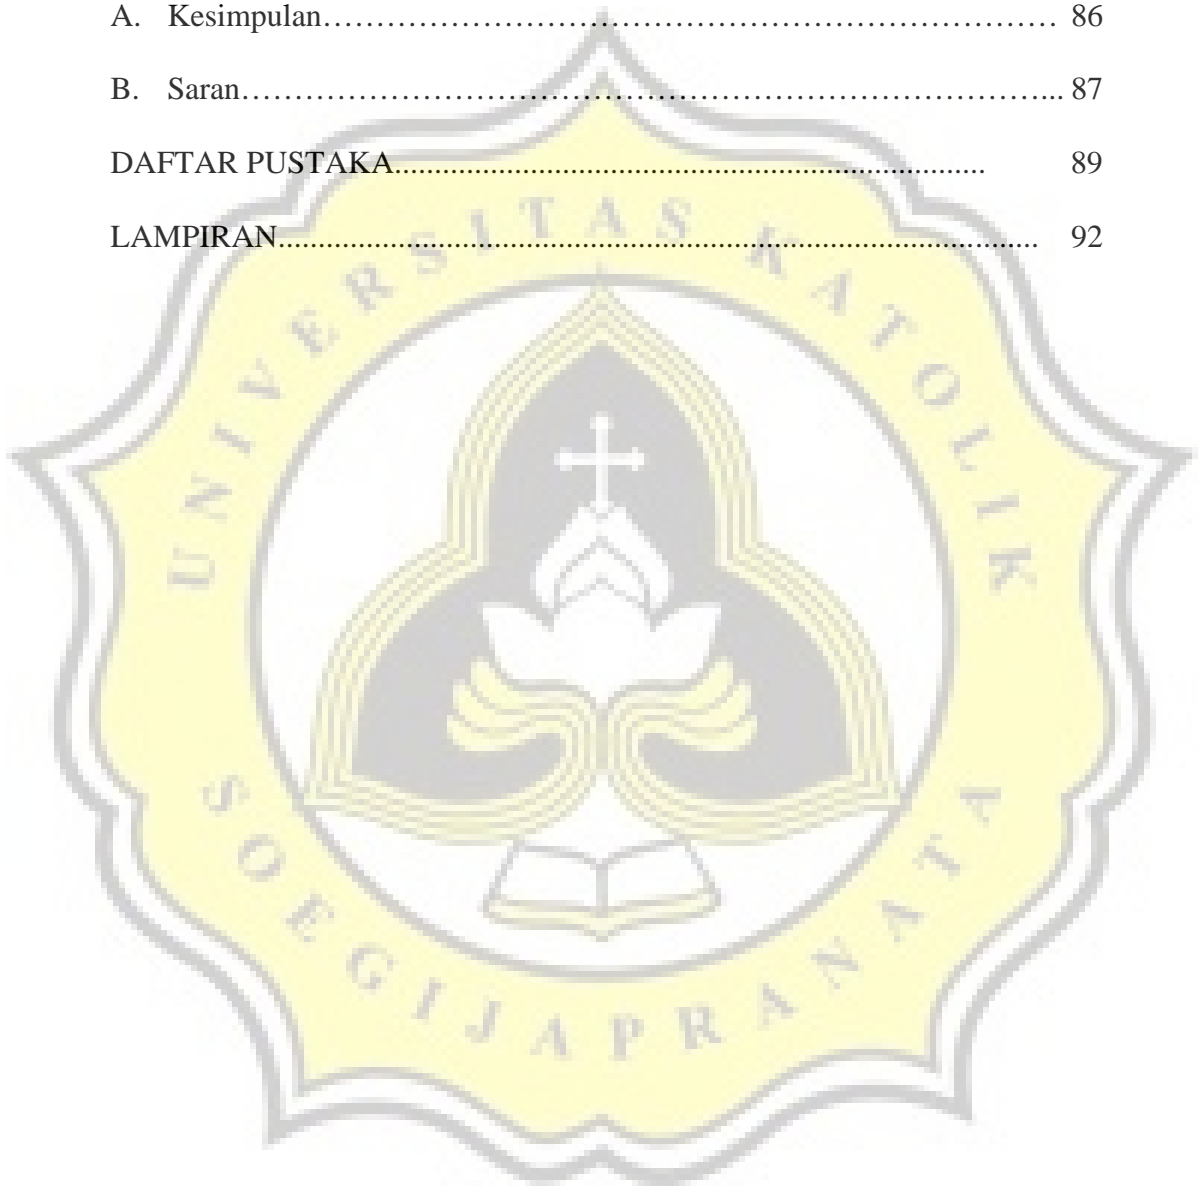 A. Kesimpulan…………………………………………………………… 86
B. Saran…………………………………………………………………... 87
DAFTAR PUSTAKA......................................................................... 89
LAMPIRAN.............................................................................................. 92
UNIVERSITAS KATOLIK
SOEGIJAPRANATA